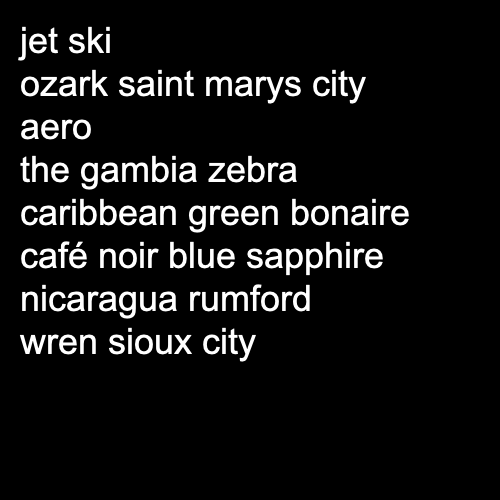 jet ski
ozark saint marys city
aero
the gambia zebra
caribbean green bonaire
café noir blue sapphire
nicaragua rumford
wren sioux city